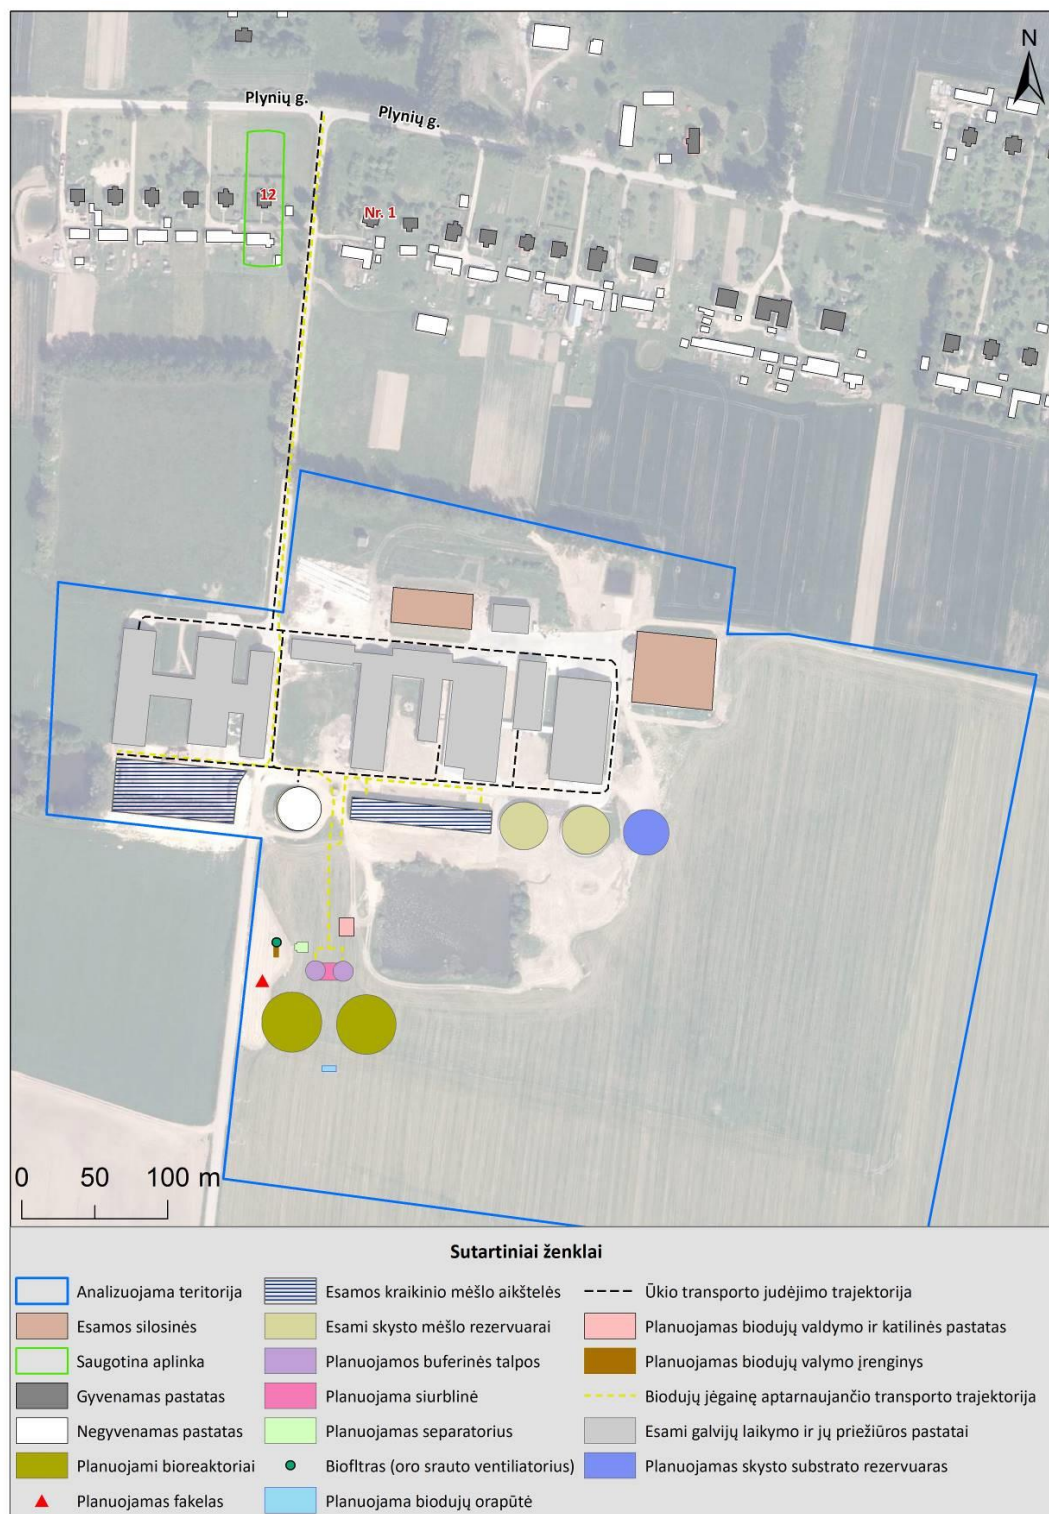 N
Plynių g.
Plynių g.
12
Nr. 1
0 50 100 m
Sutartiniai ženklai
Analizuojama teritorija
Esamos silosinės
Saugotina aplinka
Gyvenamas pastatas
Negyvenamas pastatas
Planuojami bioreaktoriai
Planuojamas fakelas
Esamos kraikinio mėšlo aikštelės
Esami skysto mėšlo rezervuarai
Planuojamos buferinės talpos
Planuojama siurblinė
Planuojamas separatorius
Biofltras (oro srauto ventiliatorius)
Planuojama biodujų orapūtė
Ūkio transporto judėjimo trajektorija
Planuojamas biodujų valdymo ir katilinės pastatas
Planuojamas biodujų valymo įrenginys
Biodujų jėgainę aptarnaujančio transporto trajektorija
Esami galvijų laikymo ir jų priežiūros pastatai
Planuojamas skysto substrato rezervuaras